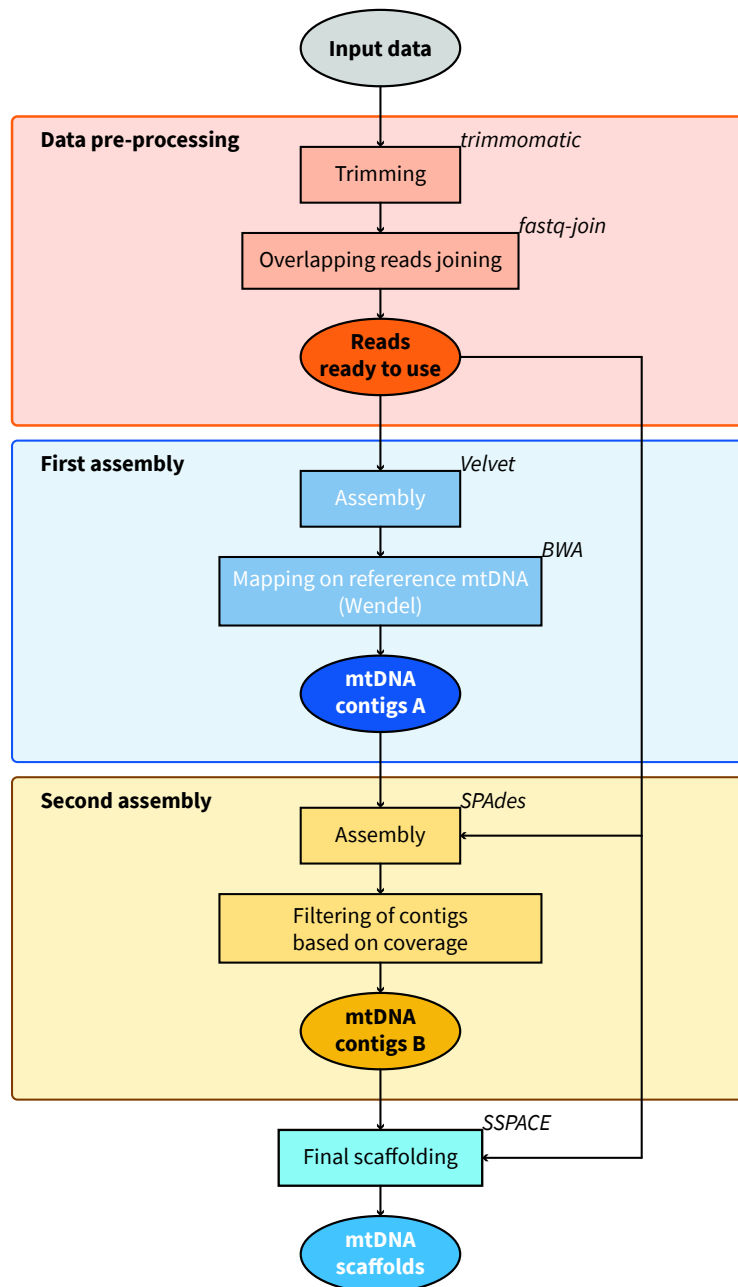 Input data
Data pre-processing
trimmomatic
Trimming
fastq-join
Overlapping reads joining
Reads
ready to use
First assembly
Velvet
Assembly
BWA
Mapping on refererence mtDNA
(Wendel)
mtDNA
contigs A
Second assembly
SPAdes
Assembly
Filtering of contigs
based on coverage
mtDNA
contigs B
SSPACE
Final scaffolding
mtDNA
scaffolds